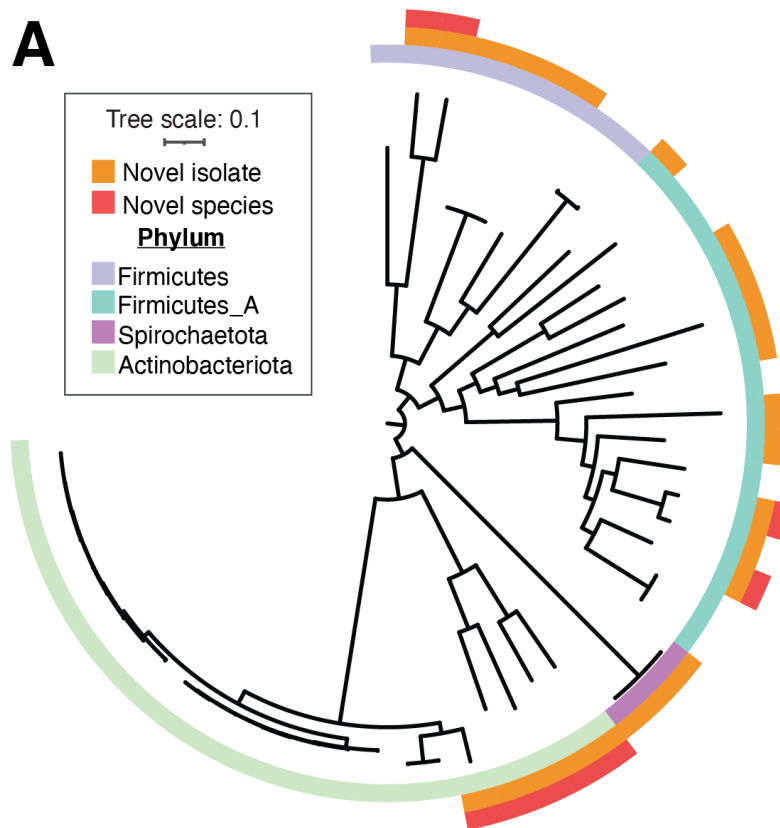 A
Tree scale: 0.1
Novel isolate
Novel species
Phylum
Firmicutes
Firmicutes_A
Spirochaetota
Actinobacteriota